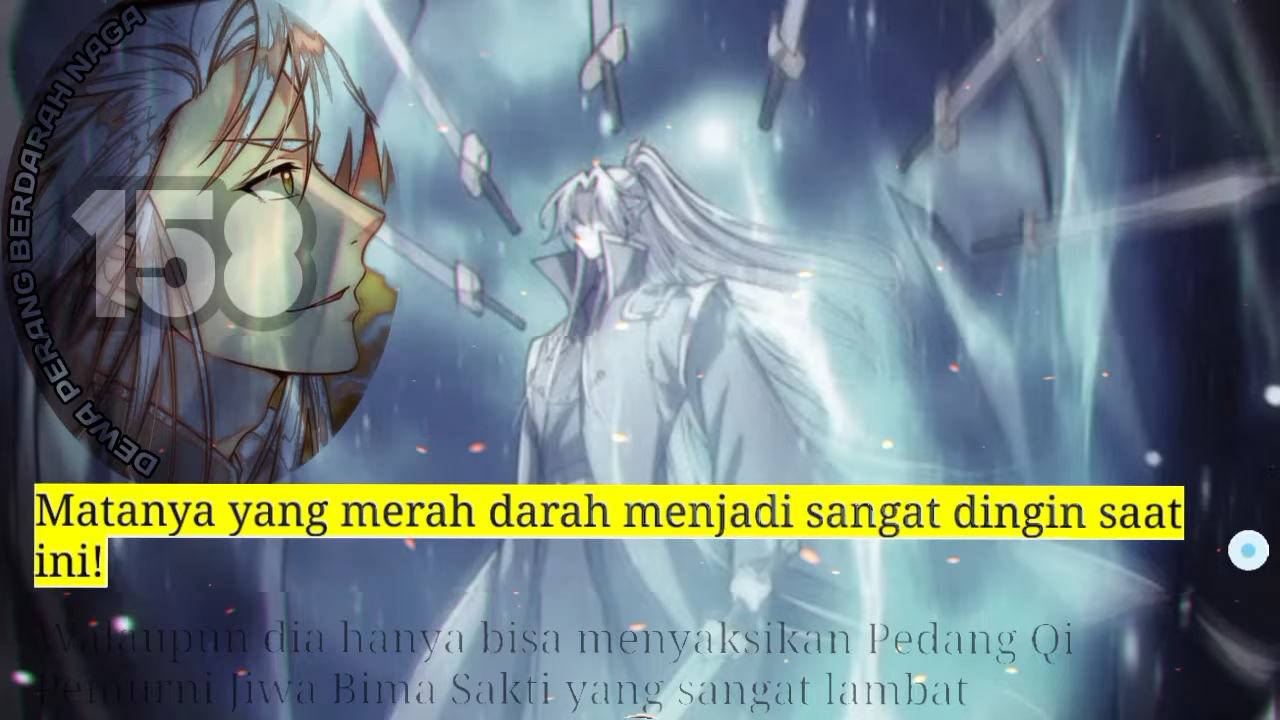 DEWA PERANG BERDARAH NAGA
158
Matanya yang merah darah menjadi sangat dingin saat
ini!
Walaupun dia hanya bisa menyaksikan Pedang Qi
Pemurni Jiwa Bima Sakti yang sangat lambat